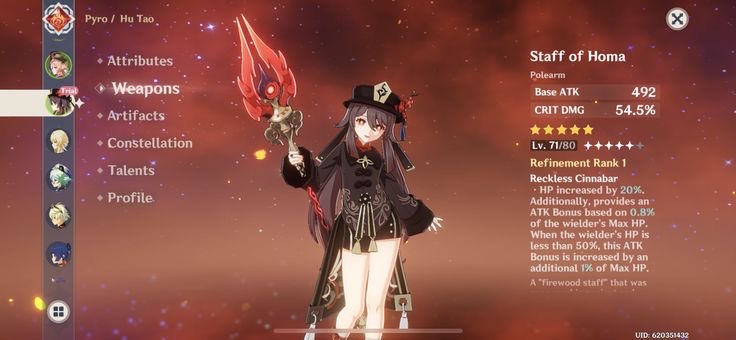 Pyro / Hu Tao
Trial
Attributes
Weapons
Artifacts
Constellation
Talents
Profile
Staff of Homa
Polearm
Base ATK 492
CRIT DMG 54.5%
Lv. 71/80
Refinement Rank 1
Reckless Cinnabar
· HP increased by 20%.
Additionally, provides an
ATK Bonus based on 0.8%
of the wielder's Max HP.
When the wielder's HP is
less than 50%, this ATK
Bonus is increased by an
additional 1% of Max HP.
A "firewood staff" that was
UID: 620351432